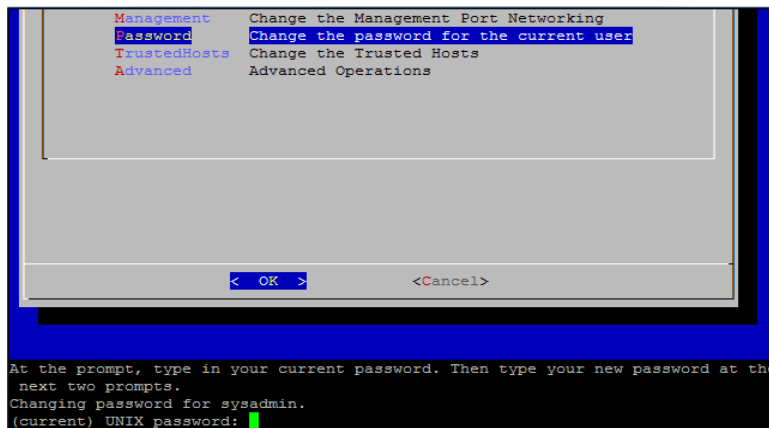 Management Change the Management Port Networking
Password Change the password for the current user
TrustedHosts Change the Trusted Hosts
Advanced Advanced Operations
< OK > <Cancel>
At the prompt, type in your current password. Then type your new password at the
next two prompts.
Changing password for sysadmin.
(current) UNIX password: